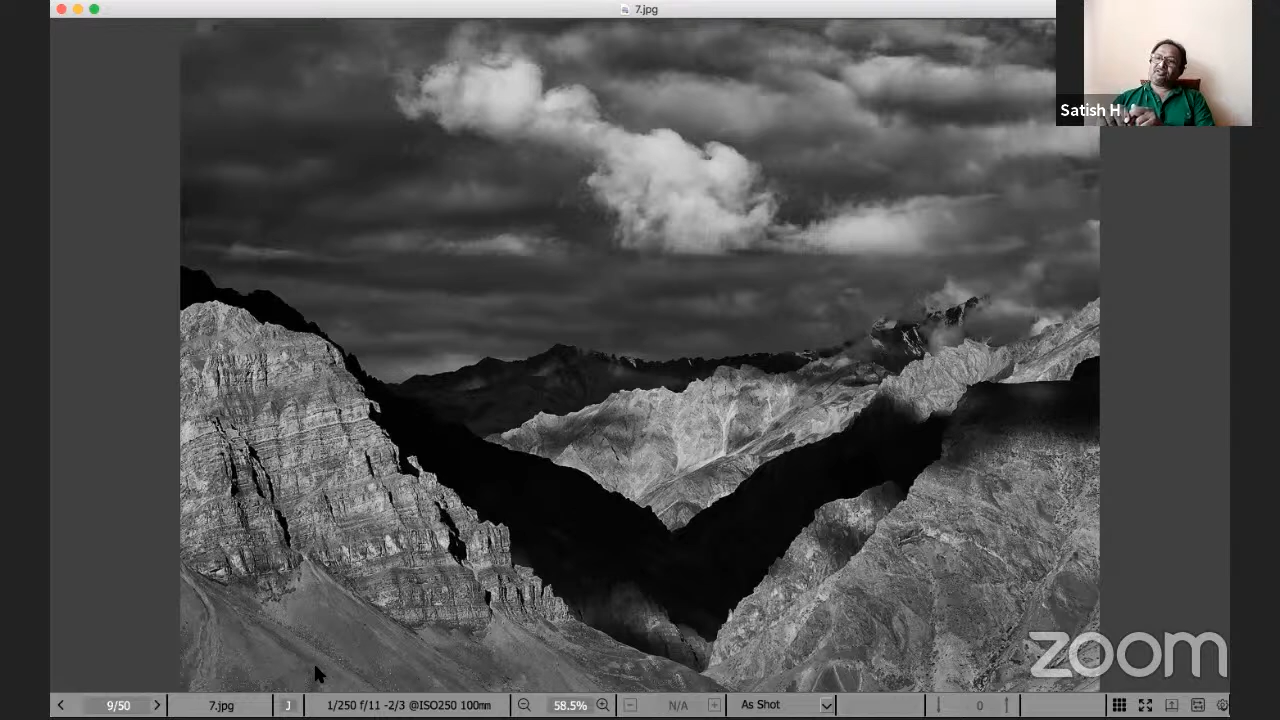 7.jpg
Satish H
zoom
9/50
7.jpg
J
1/250 f/11 -2/3 @ISO250 100mm
58.5%
N/A
As Shot
0